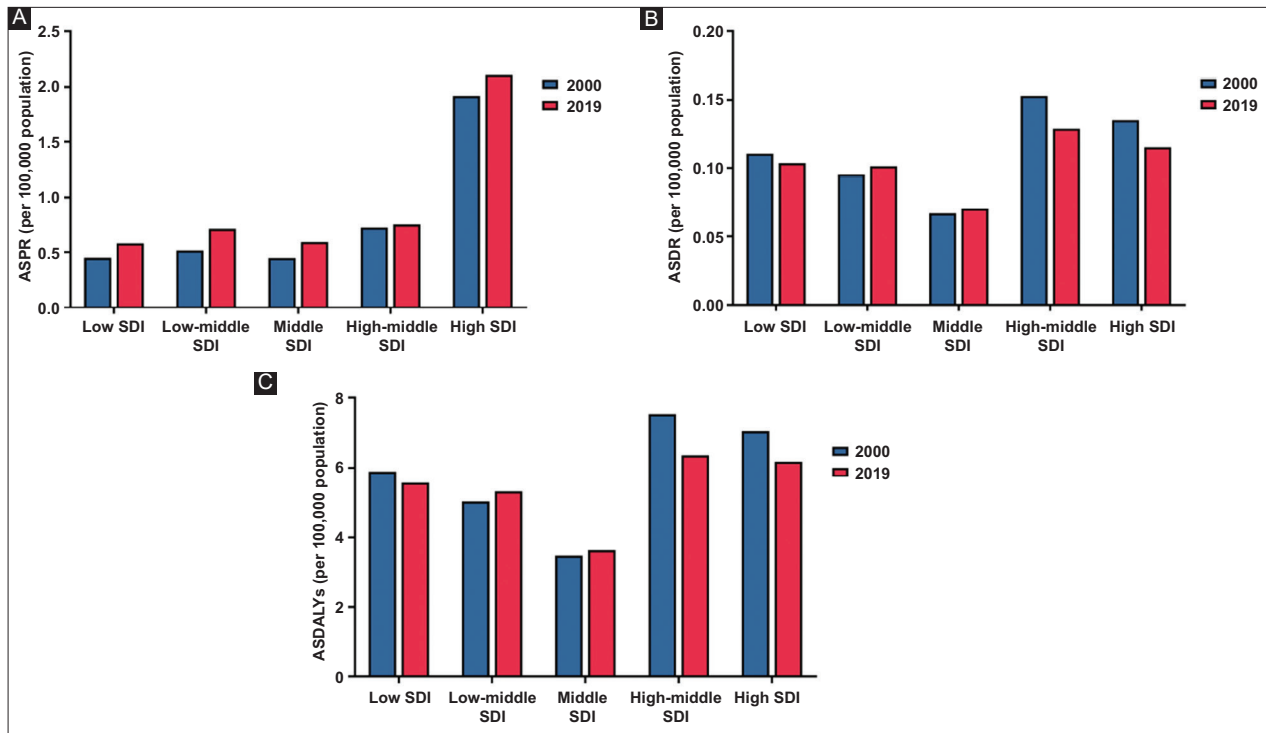 A
ASPR (per 100,000 population)
2.5
2.0
1.5
1.0
0.5
0.0
Low SDI
Low-middle
SDI
Middle
SDI
High-middle
SDI
High SDI
2000
2019
B
ASDR (per 100,000 population)
0.20
0.15
0.10
0.05
0.00
Low SDI
Low-middle
SDI
Middle
SDI
High-middle
SDI
High SDI
2000
2019
C
ASDALYs (per 100,000 population)
8
6
4
2
0
Low SDI
Low-middle
SDI
Middle
SDI
High-middle
SDI
High SDI
2000
2019